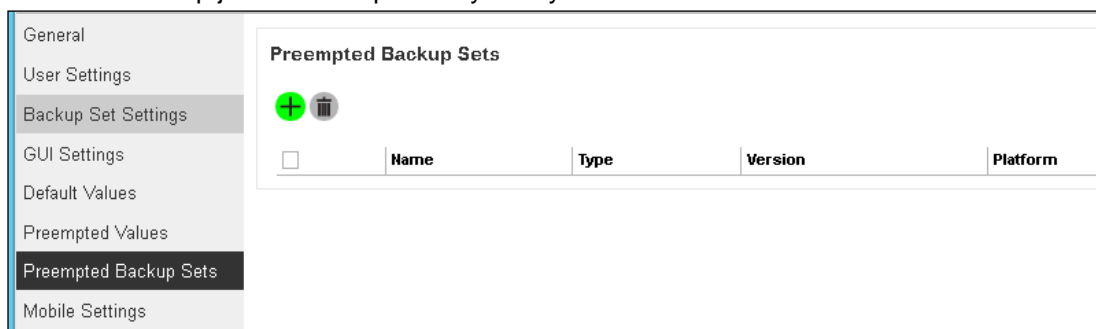 General
User Settings
Backup Set Settings
GUI Settings
Default Values
Preempted Values
Preempted Backup Sets
Mobile Settings
Preempted Backup Sets
Name Type Version Platform